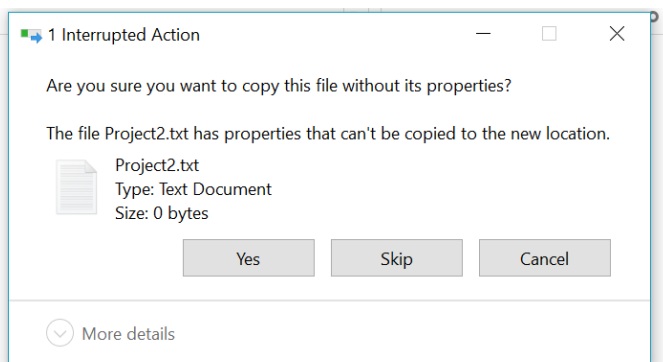 1 Interrupted Action
Are you sure you want to copy this file without its properties?
The file Project2.txt has properties that can't be copied to the new location.
Project2.txt
Type: Text Document
Size: 0 bytes
Yes
Skip
Cancel
More details